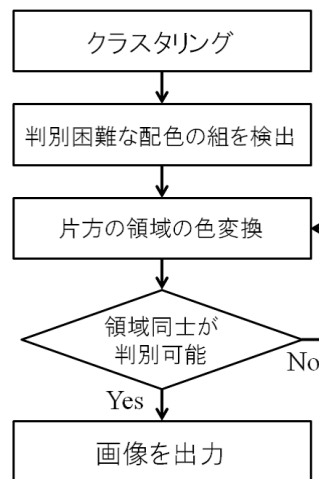 クラスタリング
判別困難な配色の組を検出
片方の領域の色変換
領域同士が
判別可能
No
Yes
画像を出力